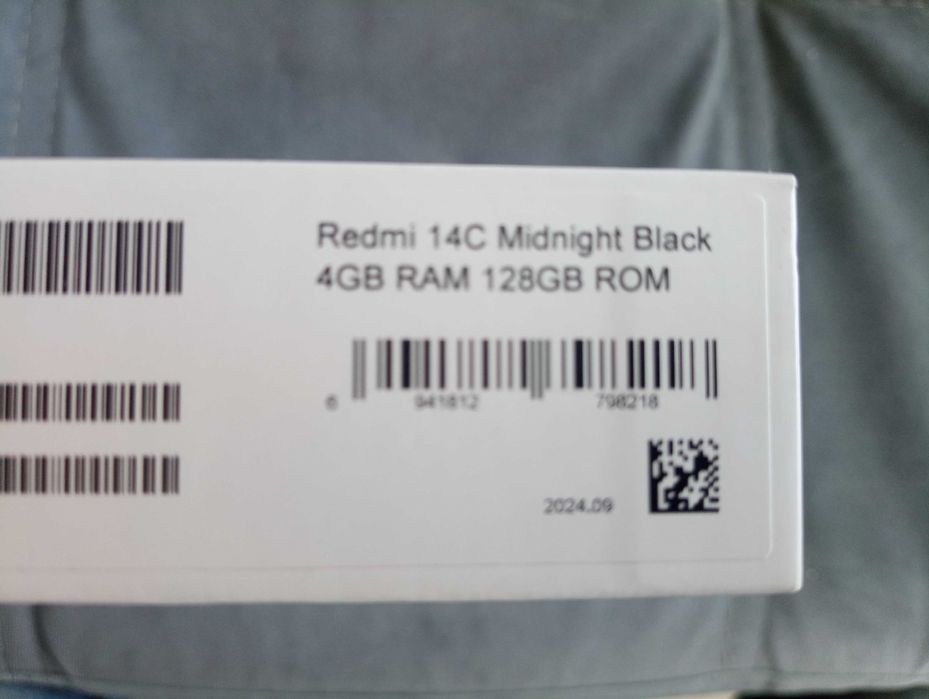 Redmi 14C Midnight Black
4GB RAM 128GB ROM
6 941812 798218
2024.09